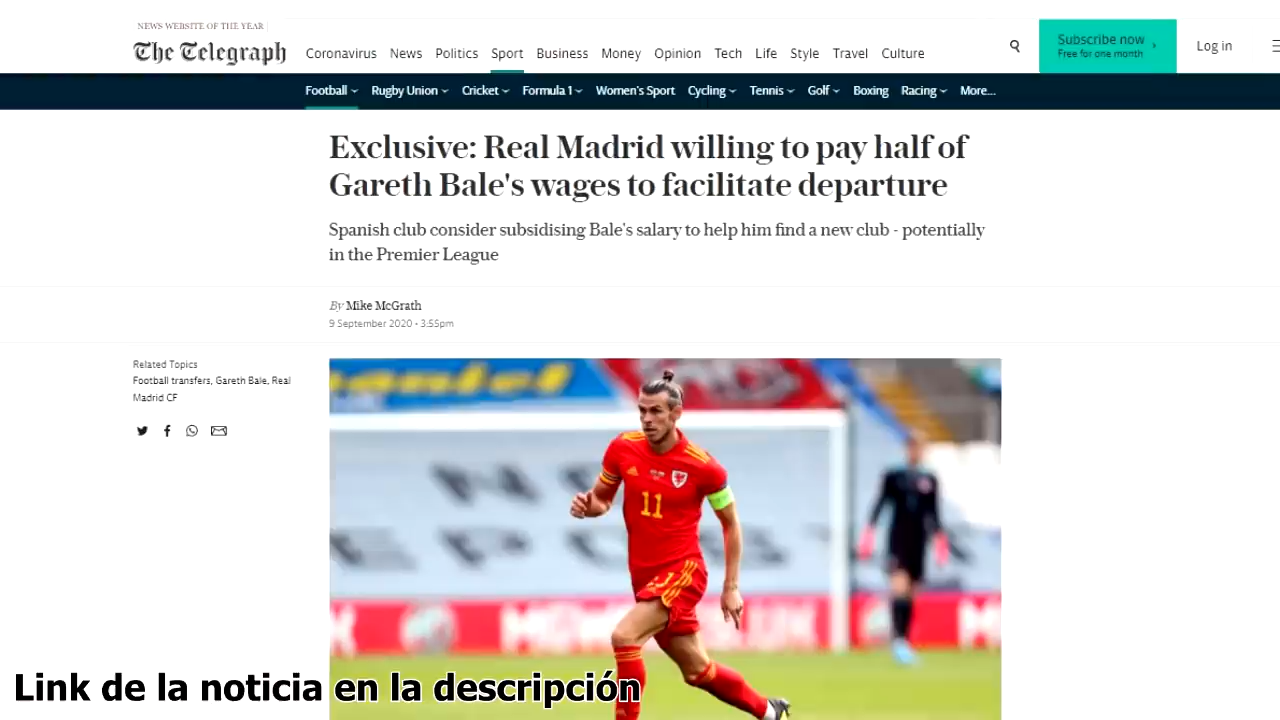 NEWS WEBSITE OF THE YEAR
The Telegraph
Coronavirus News Politics Sport Business Money Opinion Tech Life Style Travel Culture
Subscribe now
Free for one month
Log in
Football Rugby Union Cricket Formula 1 Women's Sport Cycling Tennis Golf Boxing Racing More...
Exclusive: Real Madrid willing to pay half of
Gareth Bale's wages to facilitate departure
Spanish club consider subsidising Bale's salary to help him find a new club - potentially
in the Premier League
By Mike McGrath
9 September 2020 • 3:55pm
Related Topics
Football transfers, Gareth Bale, Real
Madrid CF
11
Link de la noticia en la descripción